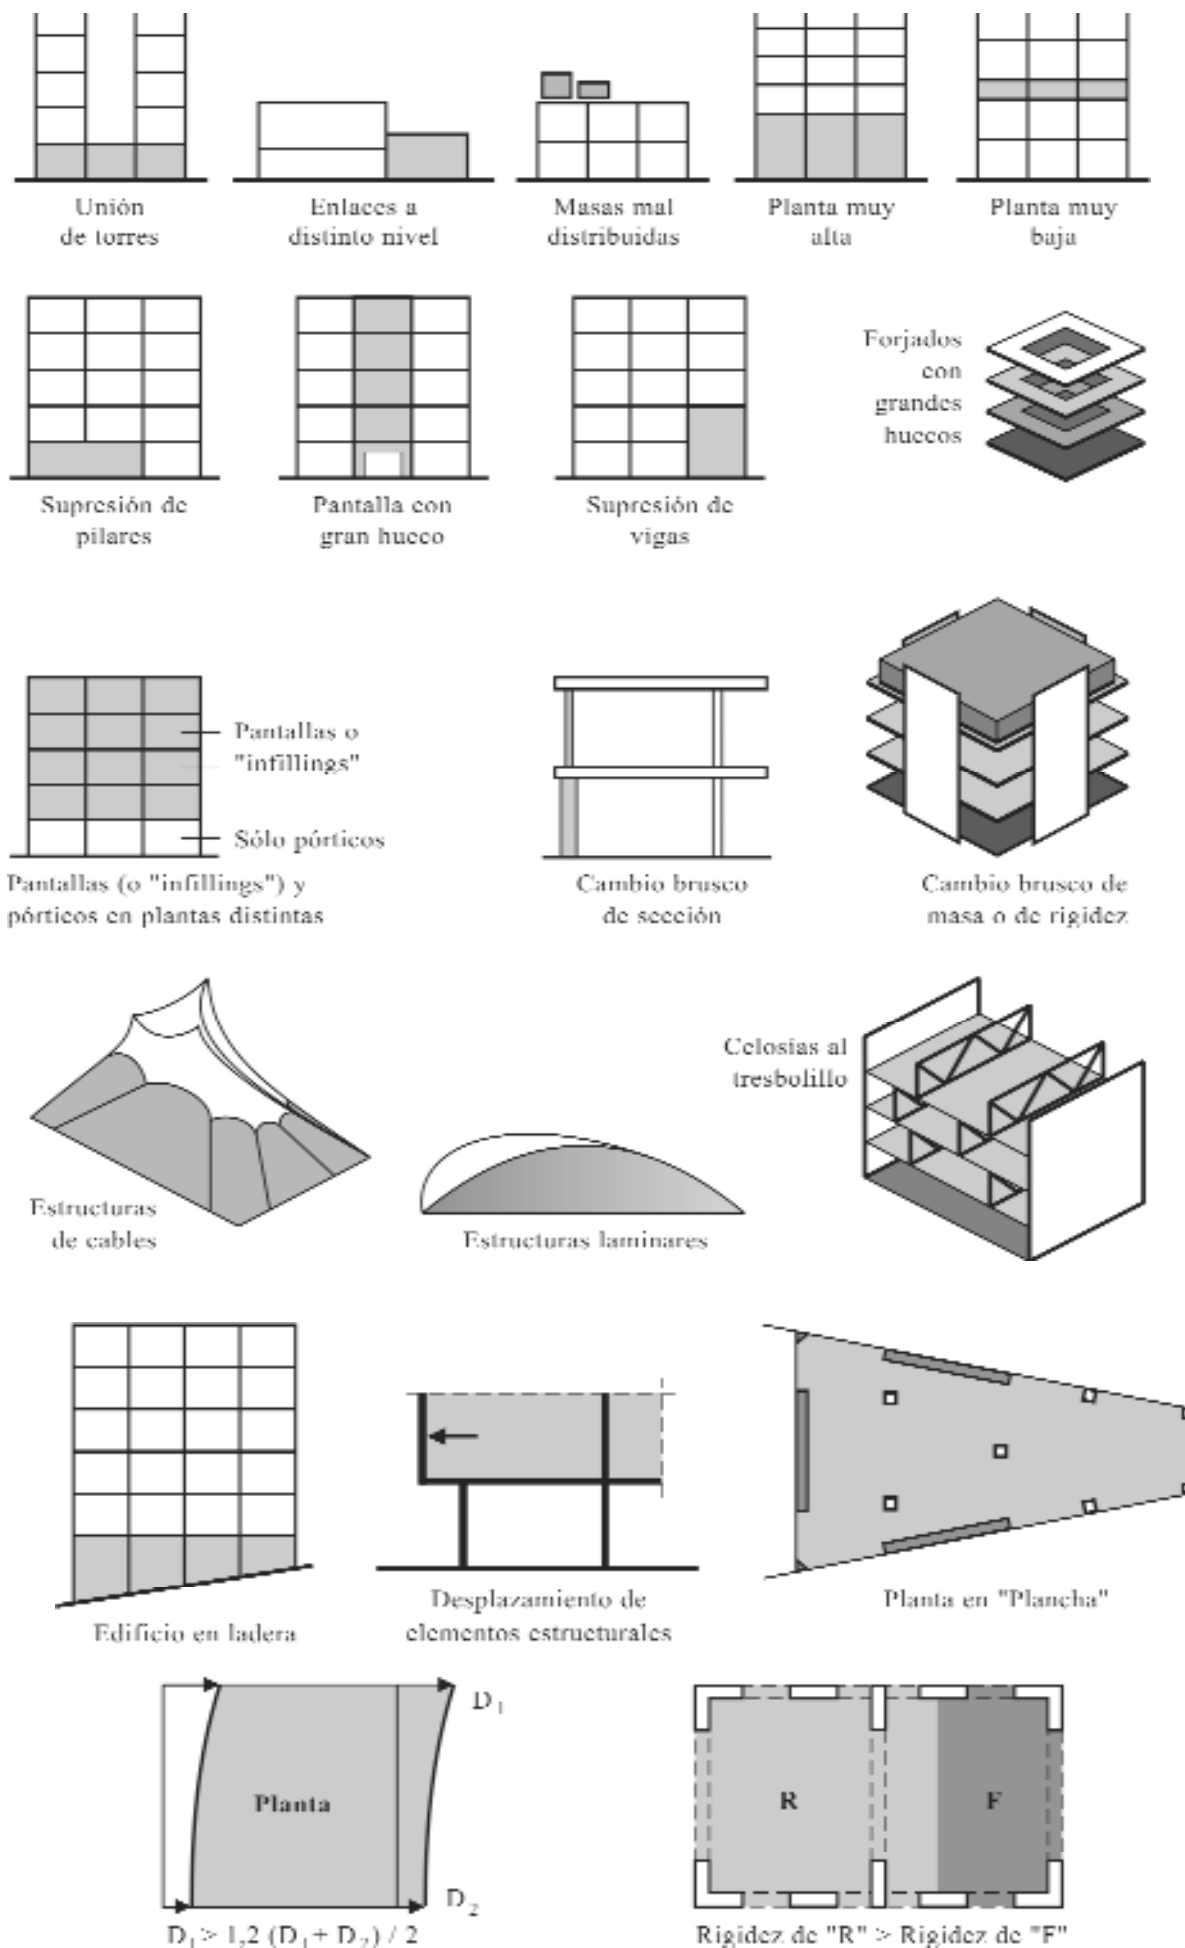 Unión
de torres
Enlaces a
distinto nivel
Masas mal
distribuidas
Planta muy
alta
Planta muy
baja
Supresión de
pilares
Pantalla con
gran hueco
Supresión de
vigas
Forjados
con
grandes
huecos
Pantallas o
"infillings"
Sólo pórticos
Pantallas (o "infillings") y
pórticos en plantas distintas
Cambio brusco
de sección
Cambio brusco de
masa o de rigidez
Estructuras
de cables
Estructuras laminares
Celosías al
tresbolillo
Edificio en ladera
Desplazamiento de
elementos estructurales
Planta en "Plancha"
D₁
Planta
D₂
D₁ > 1,2 (D₁ + D₂) / 2
R
F
Rigidez de "R" > Rigidez de "F"